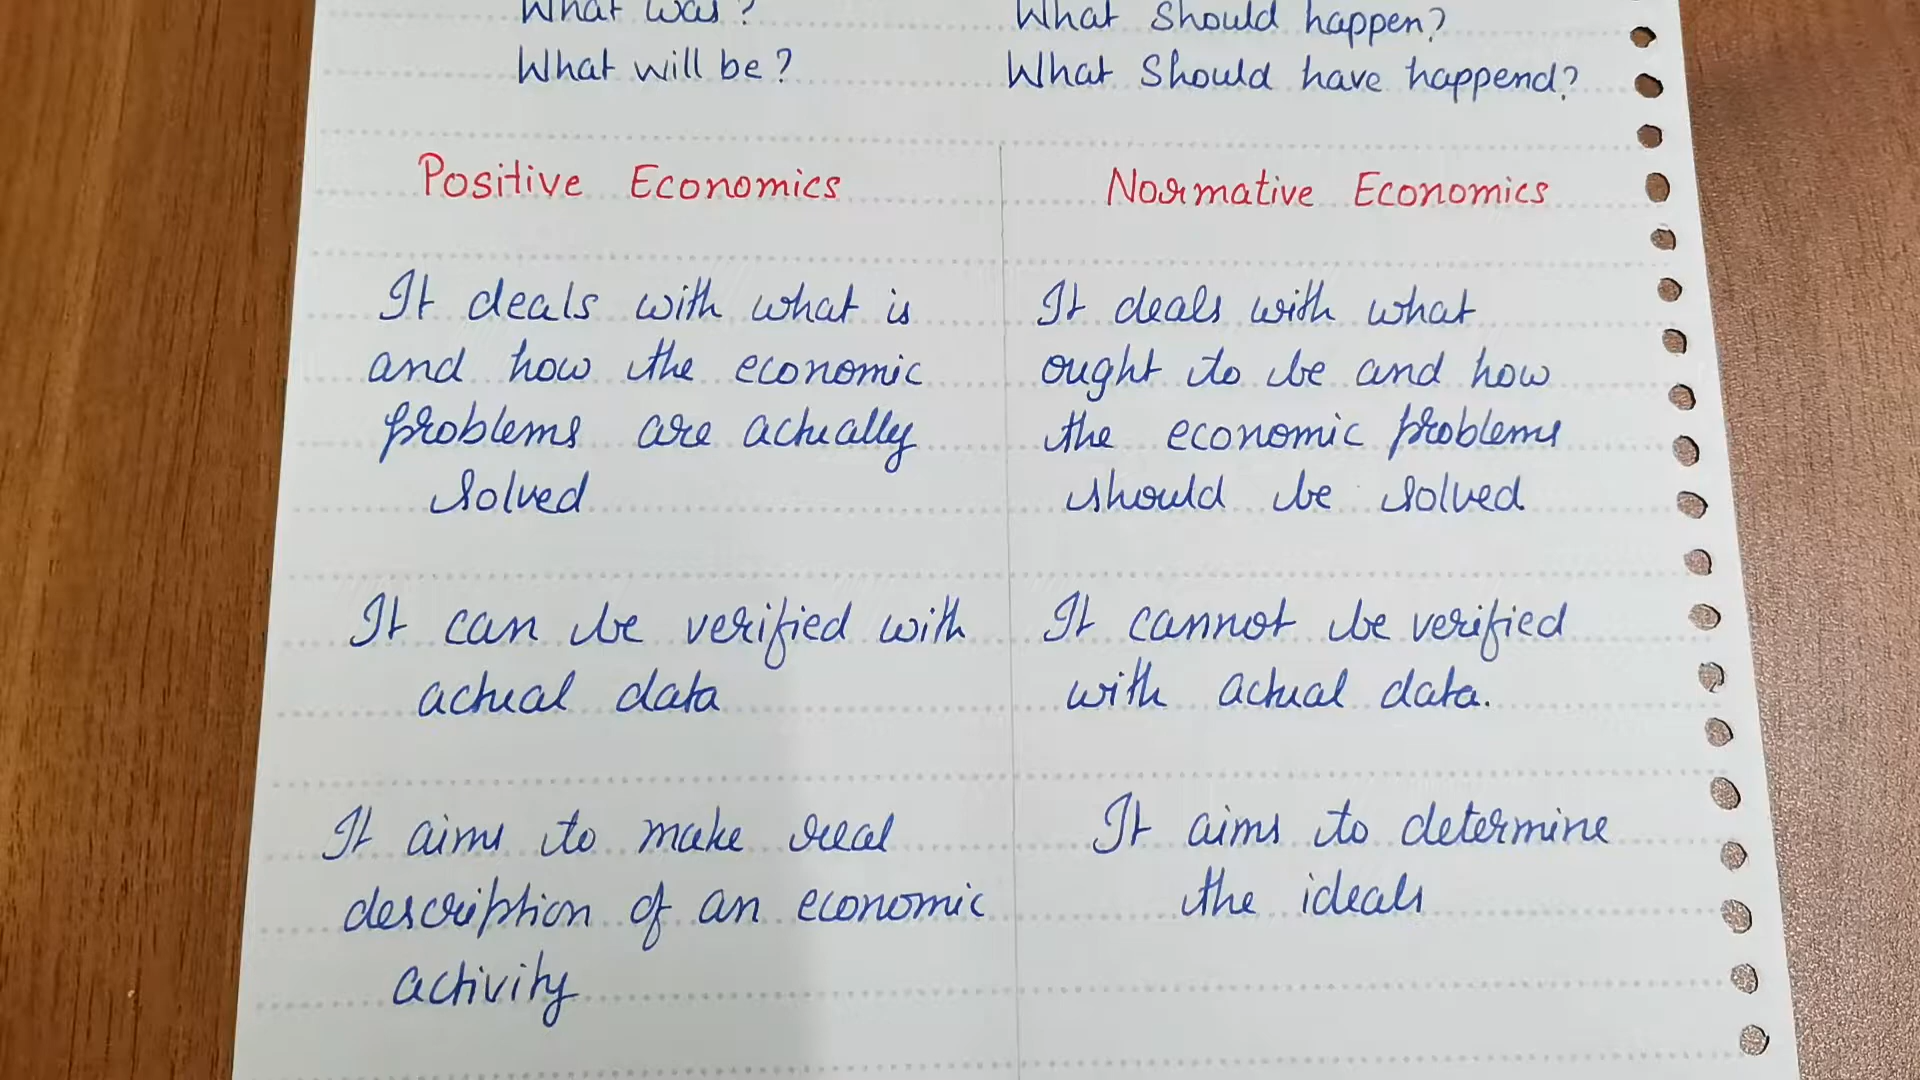 What was?
What should happen?
What will be?
What should have happend?
Positive Economics
It deals with what is
and how the economic
problems are actually
solved
It can be verified with
actual data
It aims to make real
description of an economic
activity
Normative Economics
It deals with what
ought to be and how
the economic problems
should be solved
It cannot be verified
with actual data.
It aims to determine
the ideals